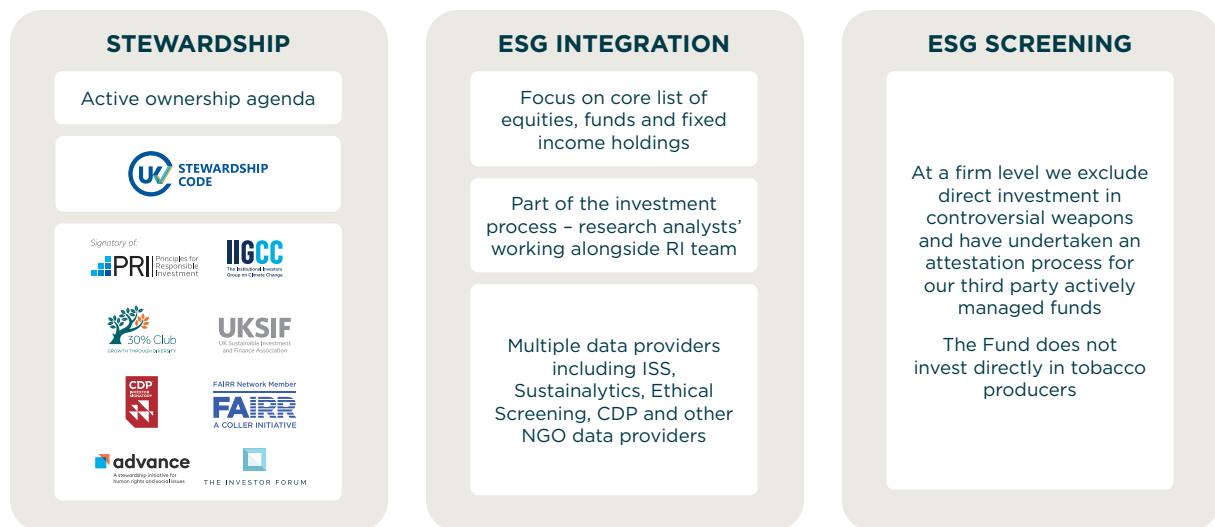 STEWARDSHIP
Active ownership agenda
UK STEWARDSHIP
CODE
Signatory of:
PRI Principles for
Responsible
Investment
IIGCC
The Institutional Investors
Group on Climate Change
30% Club
GROWTH THROUGH DIVERSITY
UKSIF
UK Sustainable Investment
and Finance Association
CDP
INVESTOR
SIGNATORY
FAIRR Network Member
FAIRR
A COLLER INITIATIVE
advance
A stewardship initiative for
human rights and social issues
THE INVESTOR FORUM
ESG INTEGRATION
Focus on core list of
equities, funds and fixed
income holdings
Part of the investment
process – research analysts’
working alongside RI team
Multiple data providers
including ISS,
Sustainalytics, Ethical
Screening, CDP and other
NGO data providers
ESG SCREENING
At a firm level we exclude
direct investment in
controversial weapons
and have undertaken an
attestation process for
our third party actively
managed funds
The Fund does not
invest directly in tobacco
producers